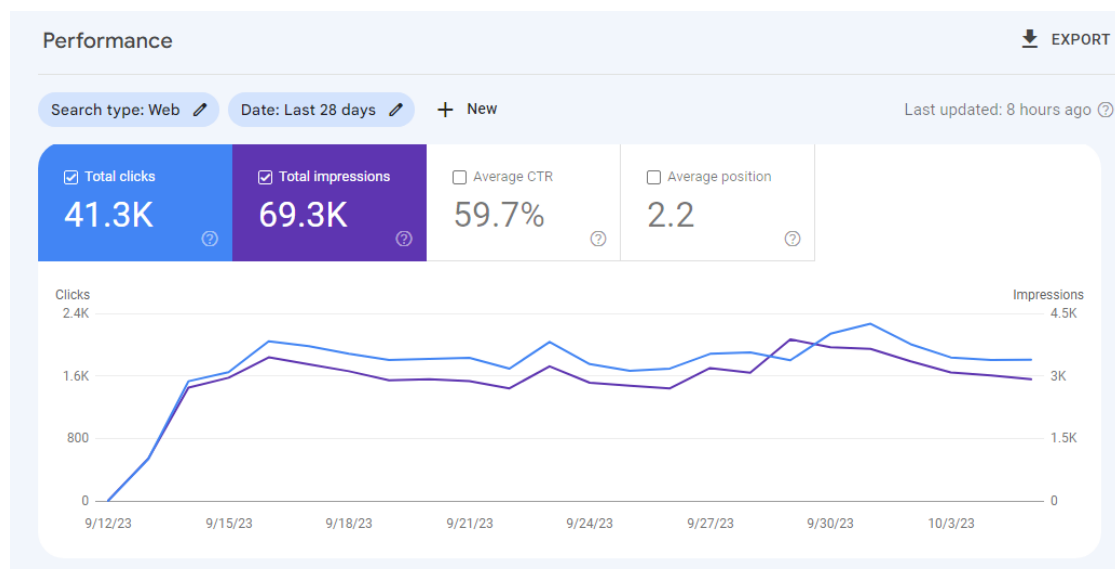 Performance
EXPORT
Search type: Web
Date: Last 28 days
+ New
Last updated: 8 hours ago
Total clicks
41.3K
Total impressions
69.3K
Average CTR
59.7%
Average position
2.2
Clicks
Impressions
2.4K
4.5K
1.6K
3K
800
1.5K
0
0
9/12/23
9/15/23
9/18/23
9/21/23
9/24/23
9/27/23
9/30/23
10/3/23